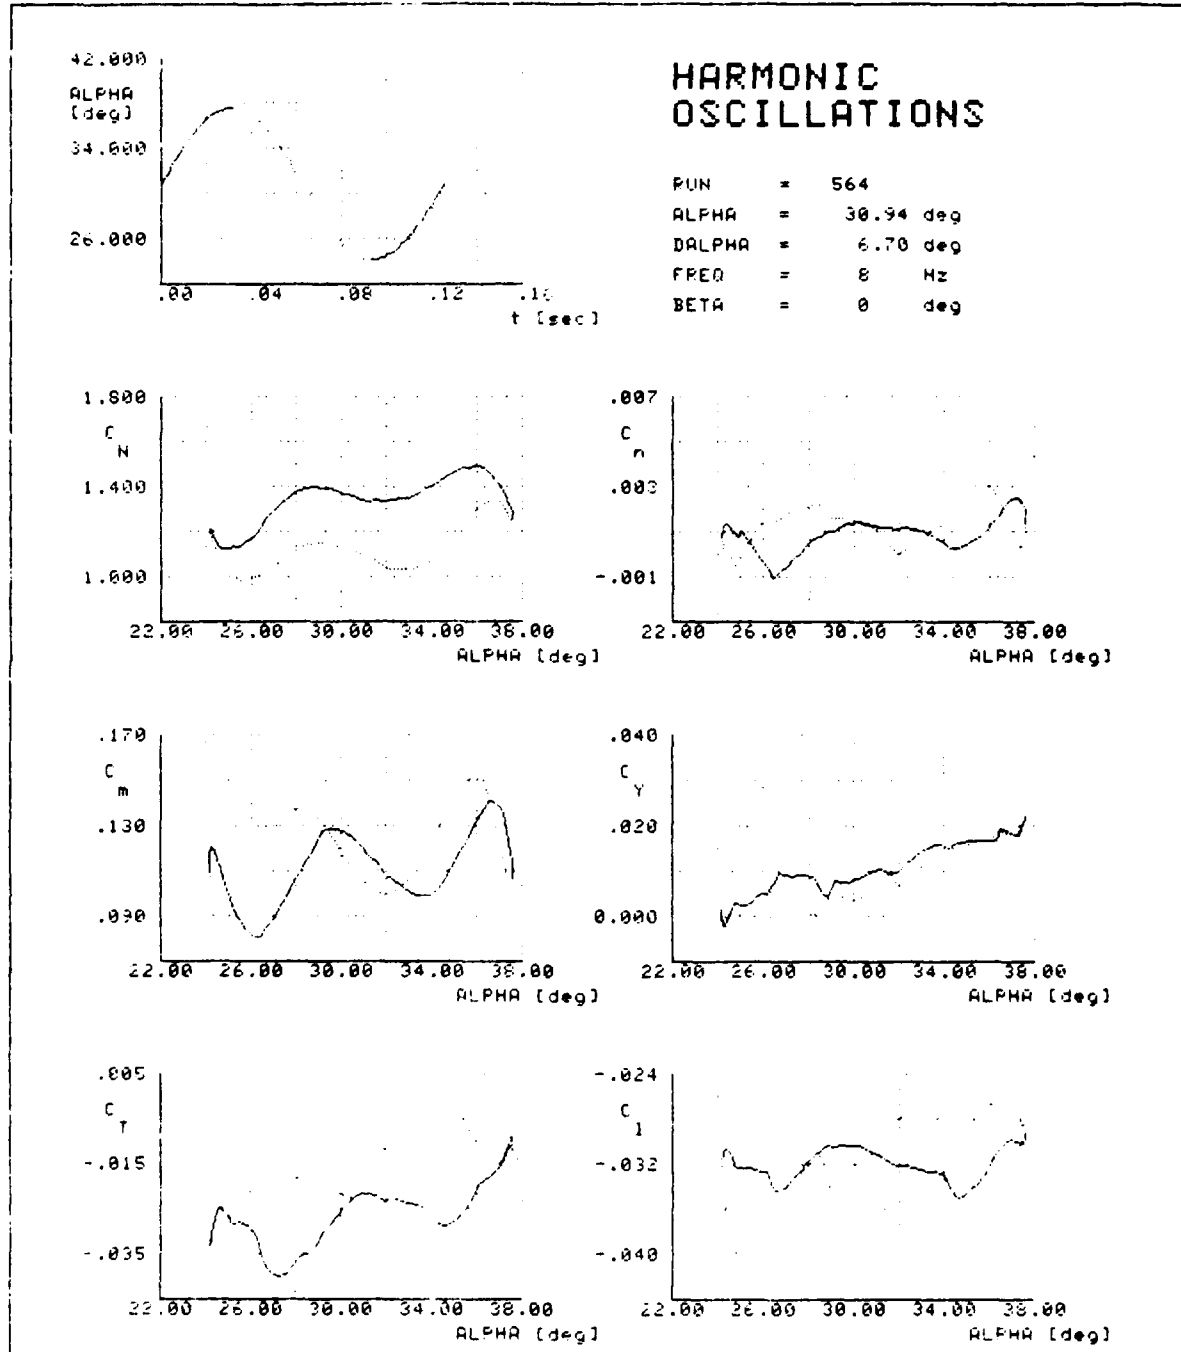 HARMONIC
OSCILLATIONS
RUN = 564
ALPHA = 30.94 deg
DALPHA = 6.70 deg
FREQ = 8 Hz
BETA = 0 deg
42.000
ALPHA
[deg]
34.000
26.000
.00 .04 .08 .12 .16
t [sec]
1.800
C N
1.400
1.000
22.00 26.00 30.00 34.00 38.00
ALPHA [deg]
.007
C n
.003
-.001
22.00 26.00 30.00 34.00 38.00
ALPHA [deg]
.170
C m
.130
.090
22.00 26.00 30.00 34.00 38.00
ALPHA [deg]
.040
C Y
.020
0.000
22.00 26.00 30.00 34.00 38.00
ALPHA [deg]
.005
C T
-.015
-.035
22.00 26.00 30.00 34.00 38.00
ALPHA [deg]
-.024
C l
-.032
-.040
22.00 26.00 30.00 34.00 38.00
ALPHA [deg]